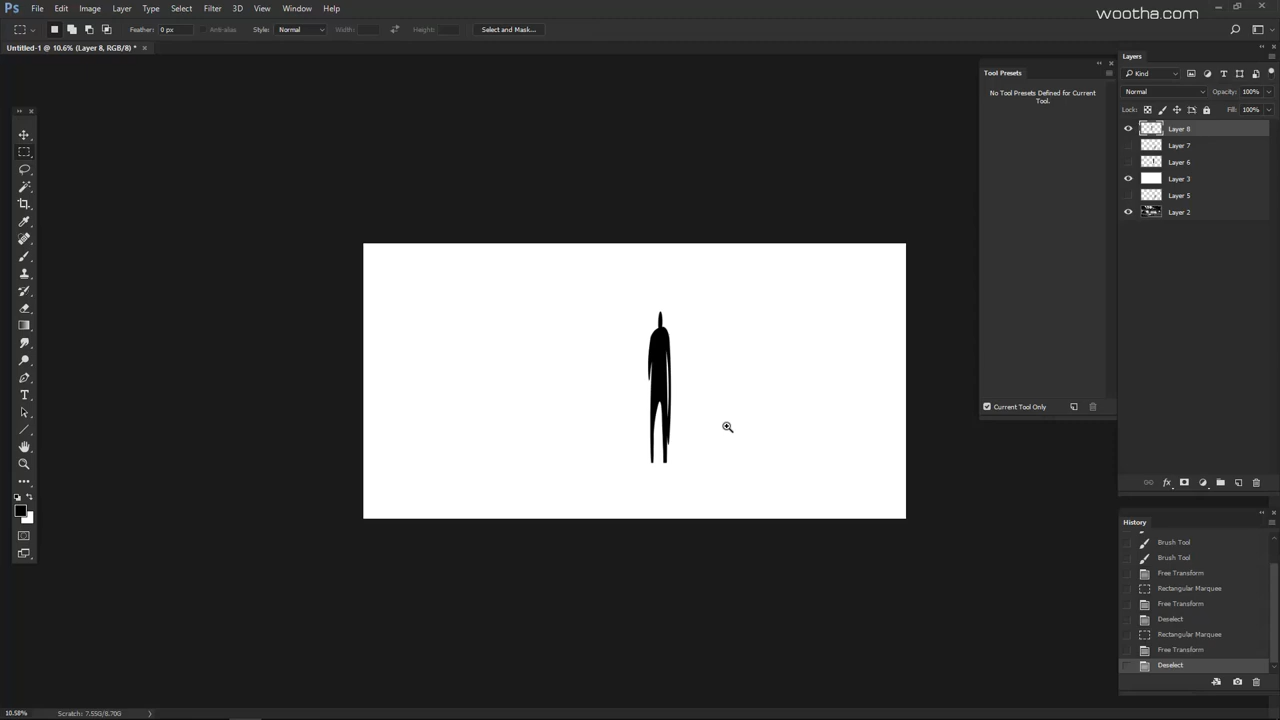 wootha.com
Ps File Edit Image Layer Type Select Filter 3D View Window Help
Feather: 0 px Anti-alias Style: Normal Width: Height: Select and Mask...
Untitled-1 @ 10.6% (Layer 8, RGB/8) *
Tool Presets
No Tool Presets Defined for Current
Tool.
Current Tool Only
Layers
Kind
Normal Opacity: 100%
Lock: Fill: 100%
Layer 8
Layer 7
Layer 6
Layer 3
Layer 5
Layer 2
fx
History
Brush Tool
Brush Tool
Free Transform
Rectangular Marquee
Free Transform
Deselect
Rectangular Marquee
Free Transform
Deselect
10.58% Scratch: 7.55G/8.70G